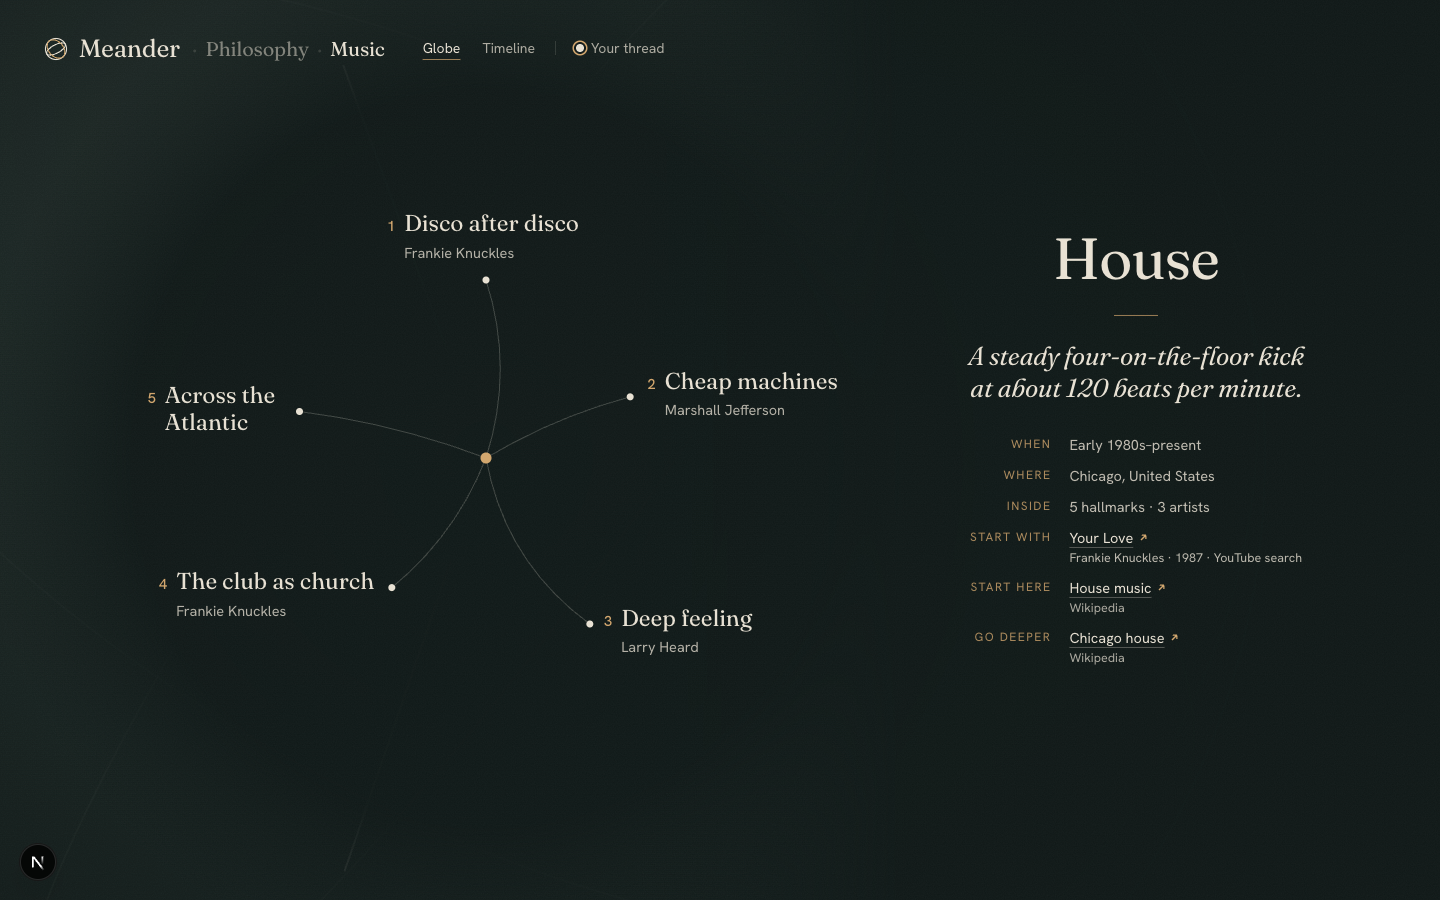 Meander · Philosophy · Music
Globe
Timeline
Your thread
1 Disco after disco
Frankie Knuckles
2 Cheap machines
Marshall Jefferson
3 Deep feeling
Larry Heard
4 The club as church
Frankie Knuckles
5 Across the
Atlantic
House
A steady four-on-the-floor kick
at about 120 beats per minute.
WHEN Early 1980s–present
WHERE Chicago, United States
INSIDE 5 hallmarks · 3 artists
START WITH Your Love ↗
Frankie Knuckles · 1987 · YouTube search
START HERE House music ↗
Wikipedia
GO DEEPER Chicago house ↗
Wikipedia
N